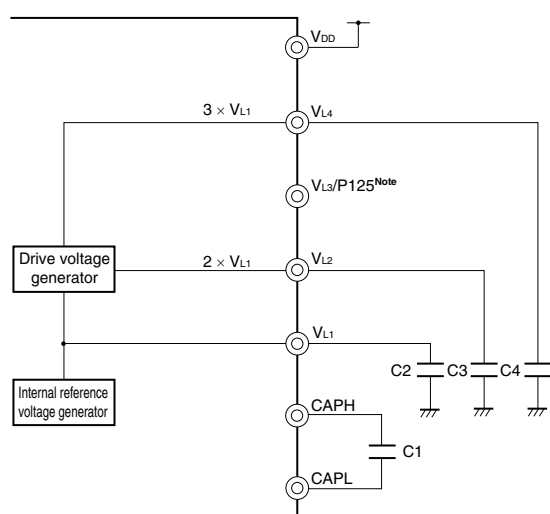 VDD
3 × VL1
VL4
VL3/P125Note
Drive voltage
generator
2 × VL1
VL2
VL1
C2
C3
C4
Internal reference
voltage generator
CAPH
C1
CAPL